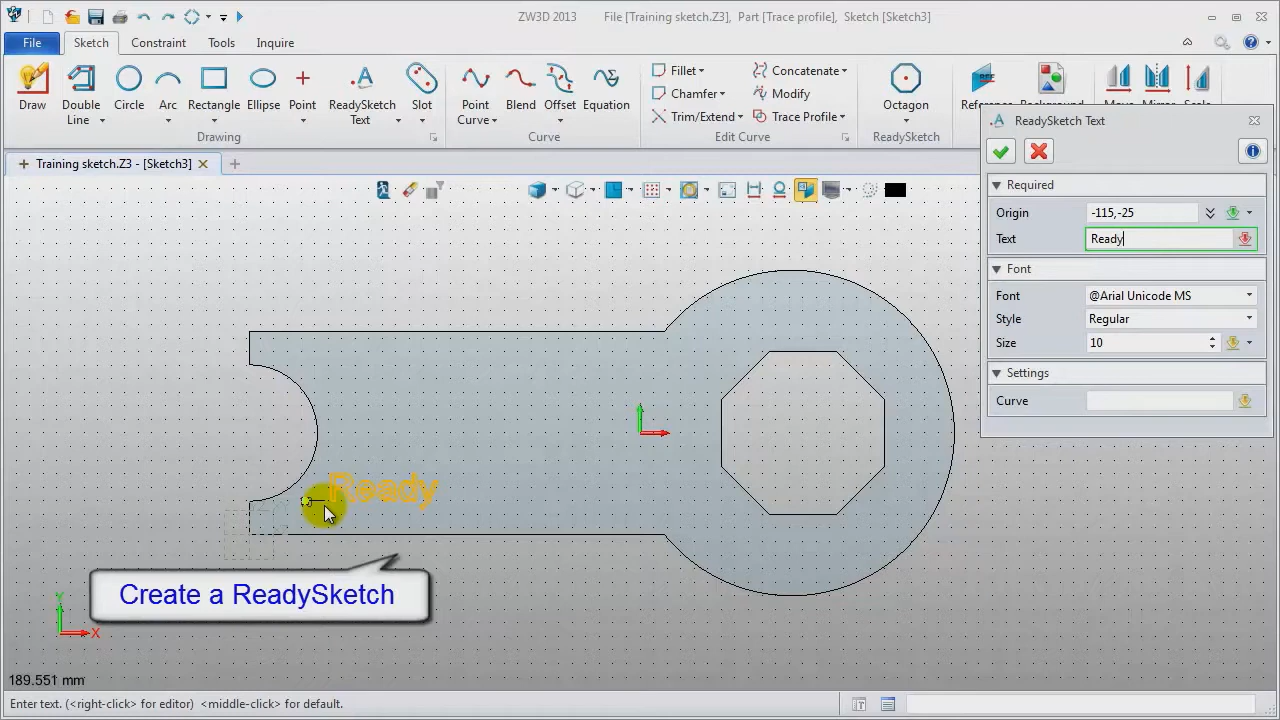 ZW3D 2013 File [Training sketch.Z3], Part [Trace profile], Sketch [Sketch3]
File Sketch Constraint Tools Inquire
Draw Double Line Circle Arc Rectangle Ellipse Point ReadySketch Text Slot
Drawing
Point Curve Blend Offset Equation
Curve
Fillet Concatenate
Chamfer Modify
Trim/Extend Trace Profile
Edit Curve
Octagon
ReadySketch
REF
Training sketch.Z3 - [Sketch3]
ReadySketch Text
Required
Origin -115,-25
Text Ready
Font
Font @Arial Unicode MS
Style Regular
Size 10
Settings
Curve
Ready
Create a ReadySketch
Y
X
189.551 mm
Enter text. (<right-click> for editor) <middle-click> for default.